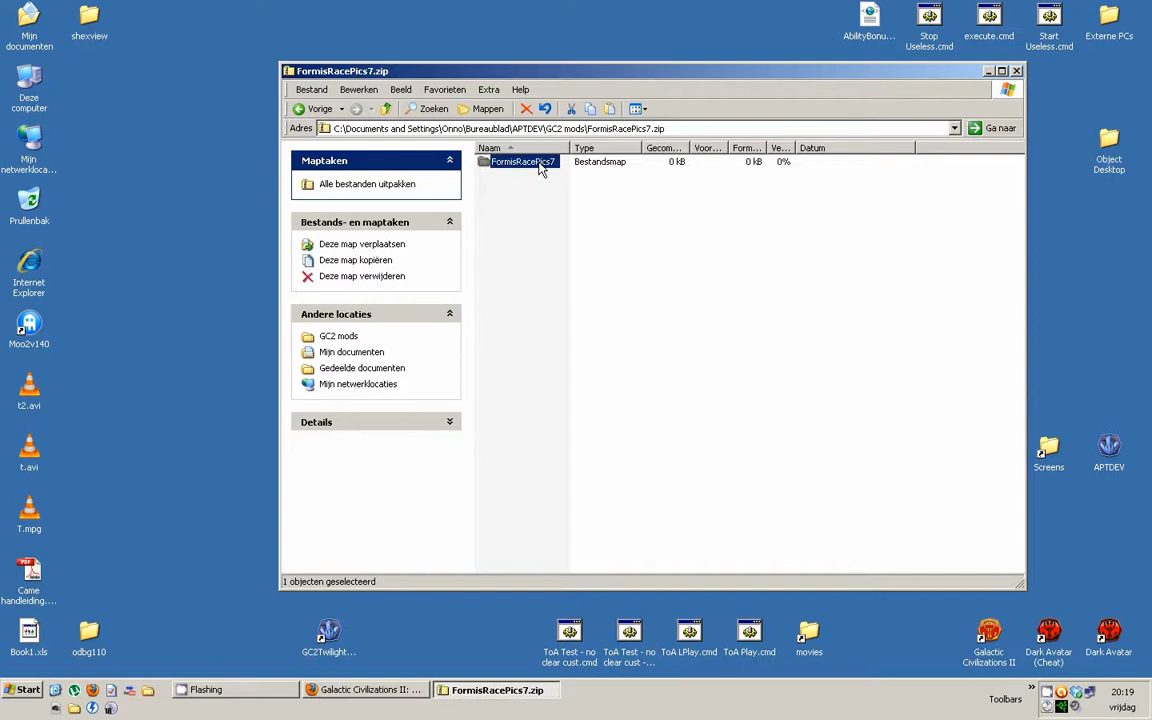 Mijn documenten
shexview
AbilityBonu...
Stop Useless.cmd
execute.cmd
Start Useless.cmd
Externe PCs
FormisRacePics7.zip
Bestand Bewerken Beeld Favorieten Extra Help
Vorige Zoeken Mappen
Adres C:\Documents and Settings\Onno\Bureaublad\APTDEV\GC2 mods\FormisRacePics7.zip Ga naar
Naam Type Gecom... Voor... Form... Ve... Datum
FormisRacePics7 Bestandsmap 0 kB 0 kB 0%
Maptaken
Alle bestanden uitpakken
Bestands- en maptaken
Deze map verplaatsen
Deze map kopiëren
Deze map verwijderen
Andere locaties
GC2 mods
Mijn documenten
Gedeelde documenten
Mijn netwerklocaties
Details
1 objecten geselecteerd
Deze computer
Mijn netwerkloc...
Prullenbak
Internet Explorer
Moo2v140
t2.avi
t.avi
T.mpg
Came handleiding....
Book1.xls
odbg110
Object Desktop
Screens
APTDEV
GC2Twilight...
ToA Test - no clear cust.cmd
ToA Test - no clear cust -...
ToA LPlay.cmd
ToA Play.cmd
movies
Galactic Civilizations II
Dark Avatar (Cheat)
Dark Avatar
Start
Flashing
Galactic Civilizations II: ...
FormisRacePics7.zip
Toolbars »
20:19
vrijdag